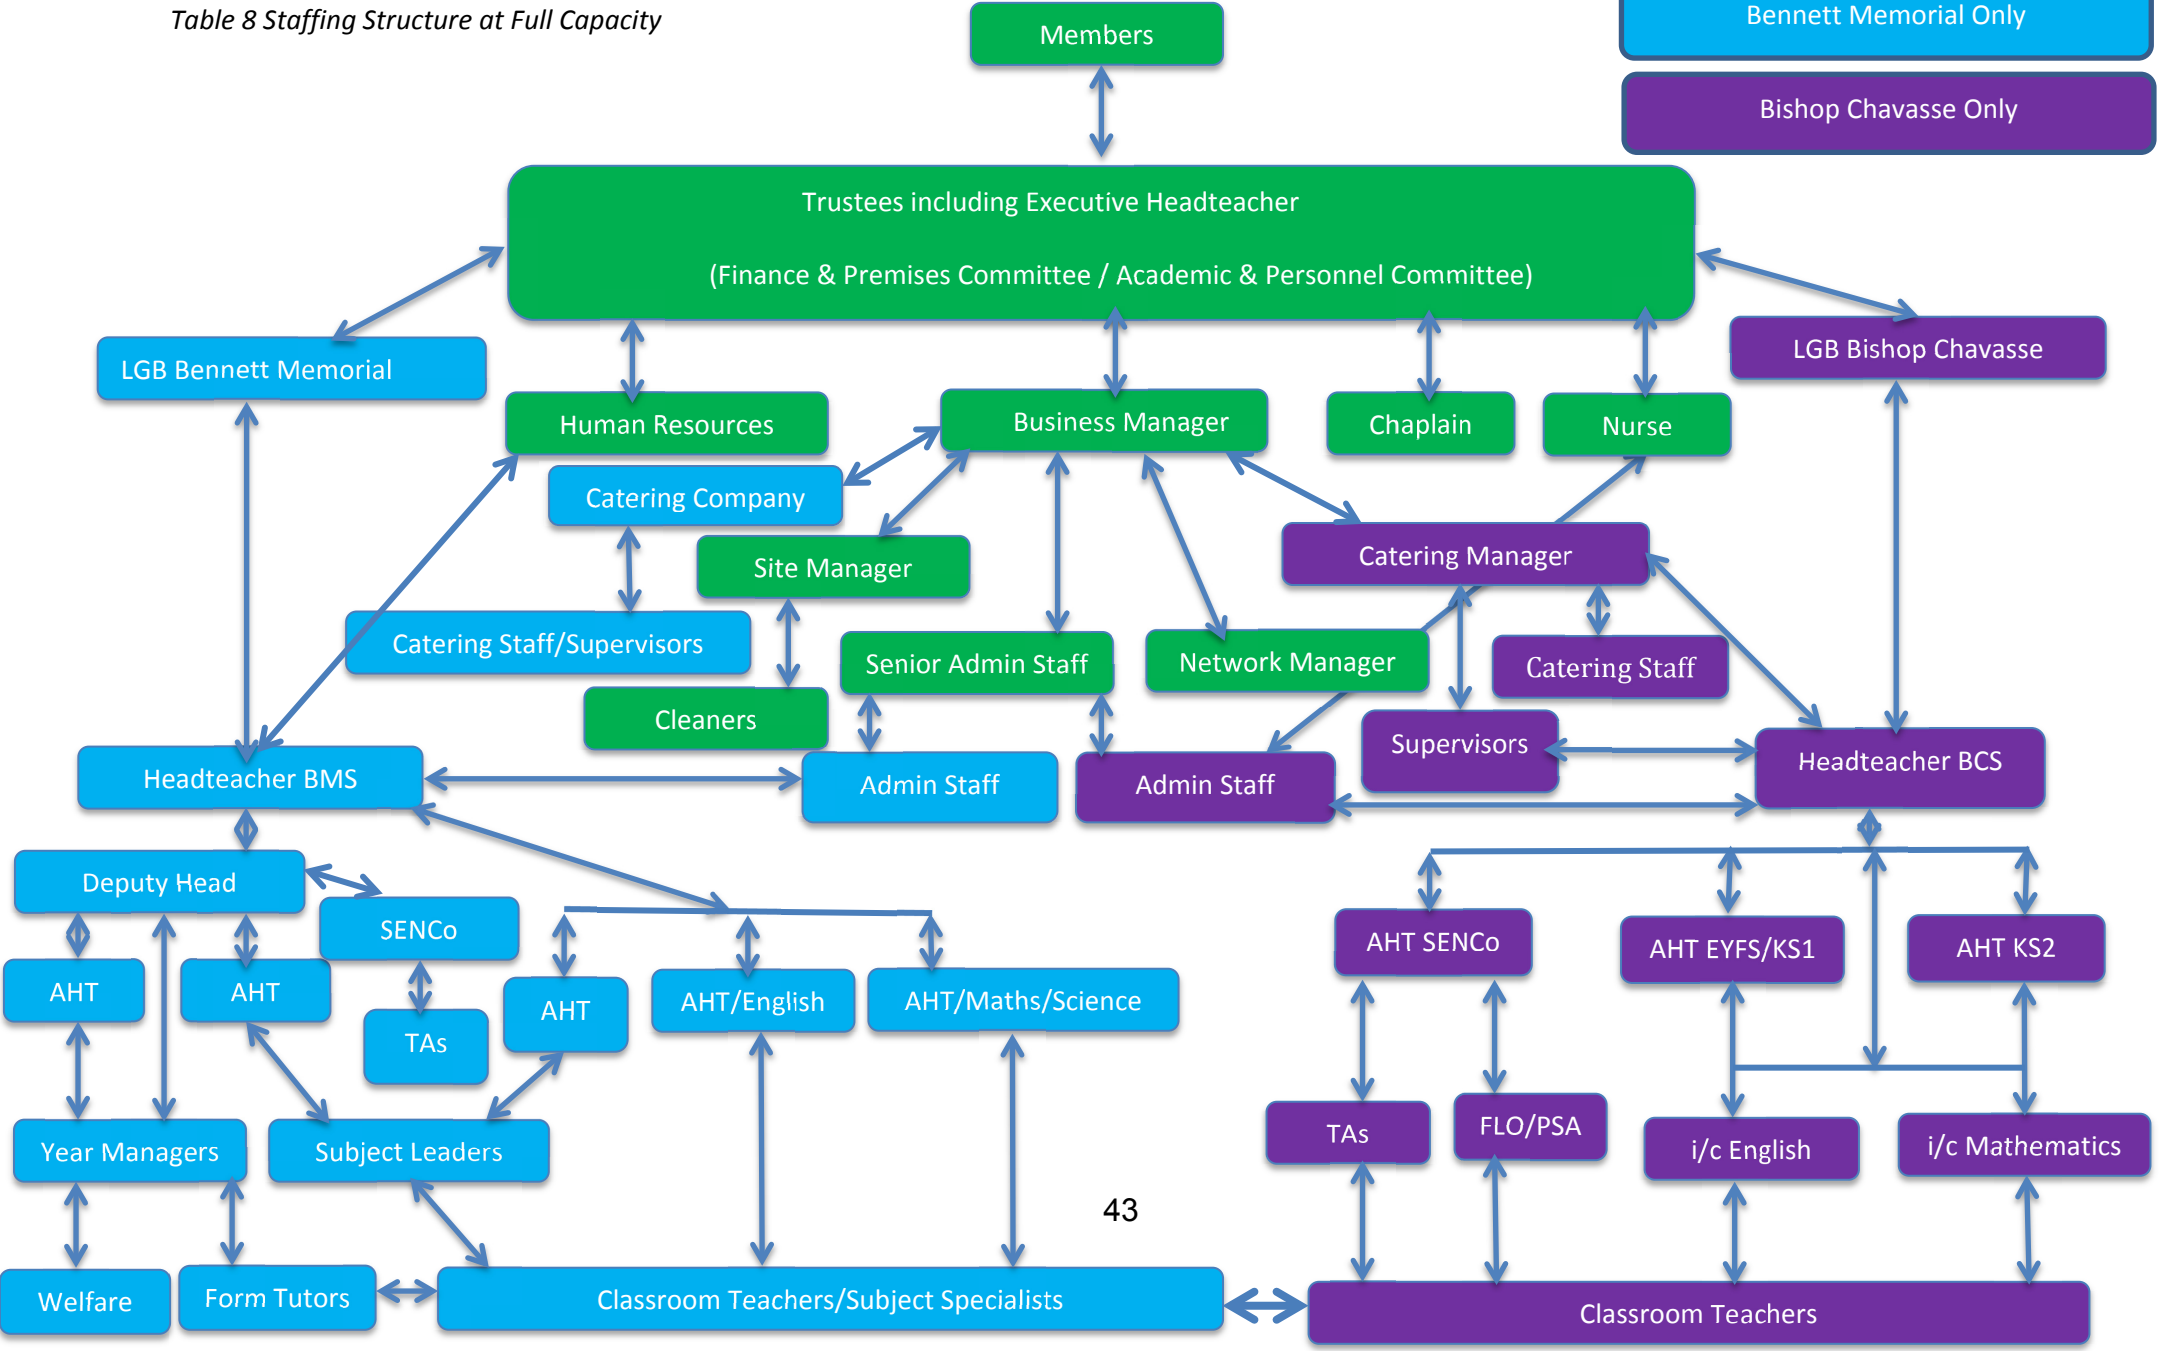 Table 8 Staffing Structure at Full Capacity
Members
Bennett Memorial Only
Bishop Chavasse Only
Trustees including Executive Headteacher
(Finance & Premises Committee / Academic & Personnel Committee)
LGB Bennett Memorial
LGB Bishop Chavasse
Human Resources
Business Manager
Chaplain
Nurse
Catering Company
Site Manager
Catering Manager
Catering Staff/Supervisors
Senior Admin Staff
Network Manager
Catering Staff
Cleaners
Supervisors
Headteacher BMS
Admin Staff
Admin Staff
Headteacher BCS
Deputy Head
SENCo
AHT SENCo
AHT EYFS/KS1
AHT KS2
AHT
AHT
TAs
AHT
AHT/English
AHT/Maths/Science
Year Managers
Subject Leaders
TAs
FLO/PSA
i/c English
i/c Mathematics
43
Welfare
Form Tutors
Classroom Teachers/Subject Specialists
Classroom Teachers